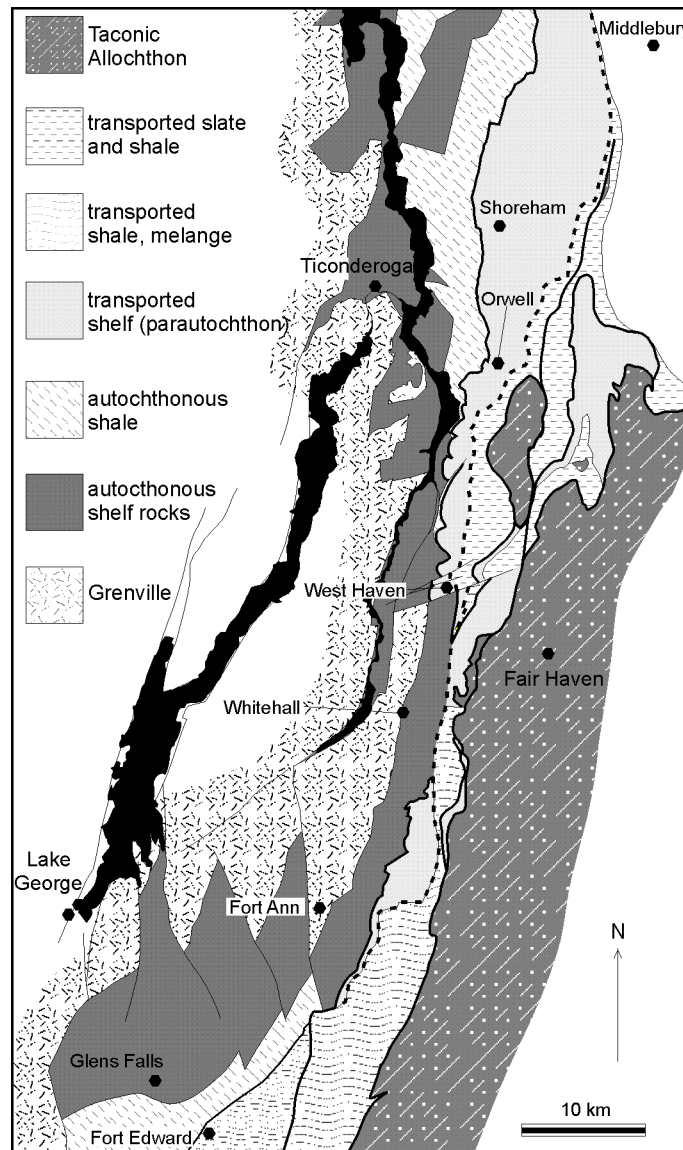 Taconic
Allochthon
transported slate
and shale
transported
shale, melange
transported
shelf (parautochthon)
autochthonous
shale
autocthonous
shelf rocks
Grenville
Middlebury
Shoreham
Ticonderoga
Orwell
West Haven
Fair Haven
Whitehall
Lake
George
Fort Ann
N
Glens Falls
10 km
Fort Edward